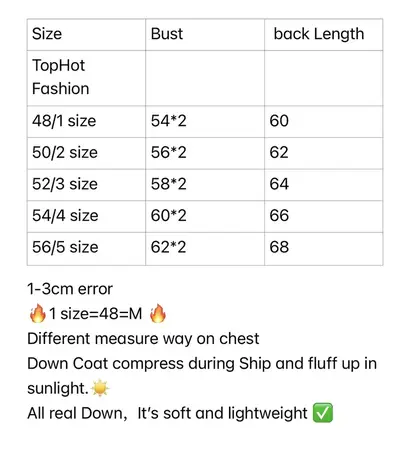 Size Bust back Length
TopHot
Fashion
48/1 size 54*2 60
50/2 size 56*2 62
52/3 size 58*2 64
54/4 size 60*2 66
56/5 size 62*2 68
1-3cm error
🔥1 size=48=M 🔥
Different measure way on chest
Down Coat compress during Ship and fluff up in
sunlight.☀️
All real Down，It's soft and lightweight ✅